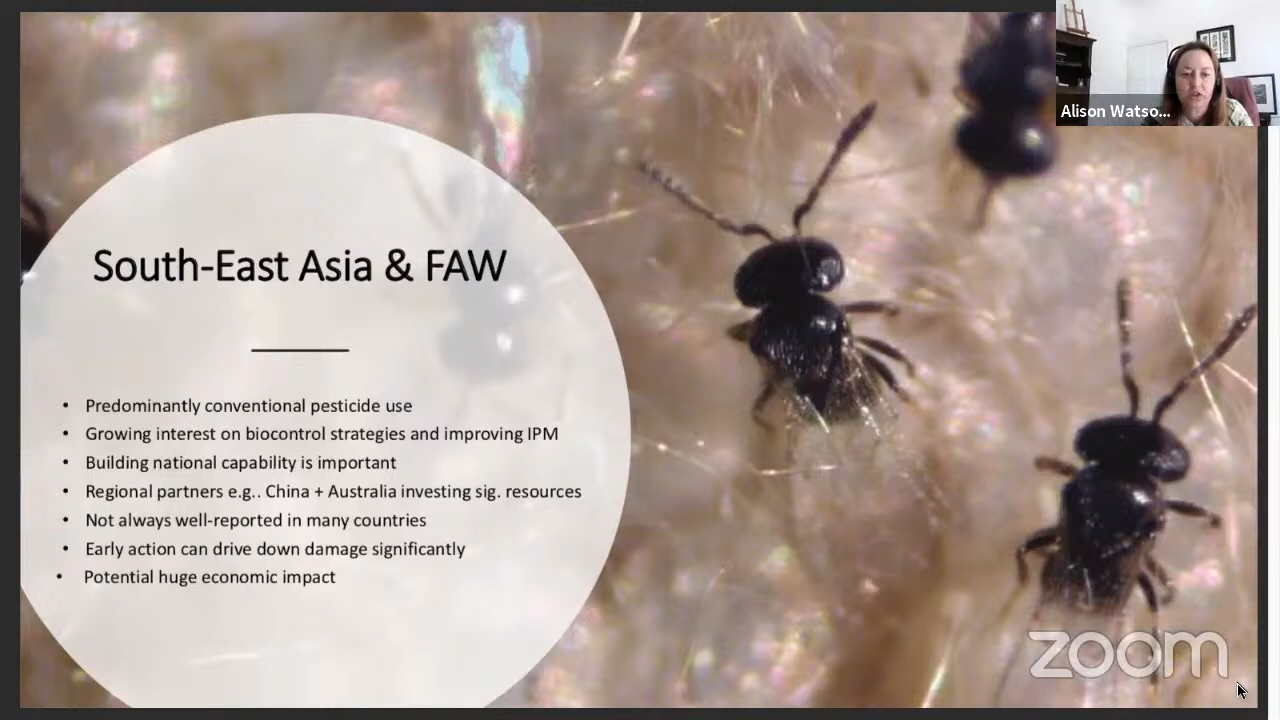 Alison Watso...
South-East Asia & FAW
• Predominantly conventional pesticide use
• Growing interest on biocontrol strategies and improving IPM
• Building national capability is important
• Regional partners e.g.. China + Australia investing sig. resources
• Not always well-reported in many countries
• Early action can drive down damage significantly
• Potential huge economic impact
zoom